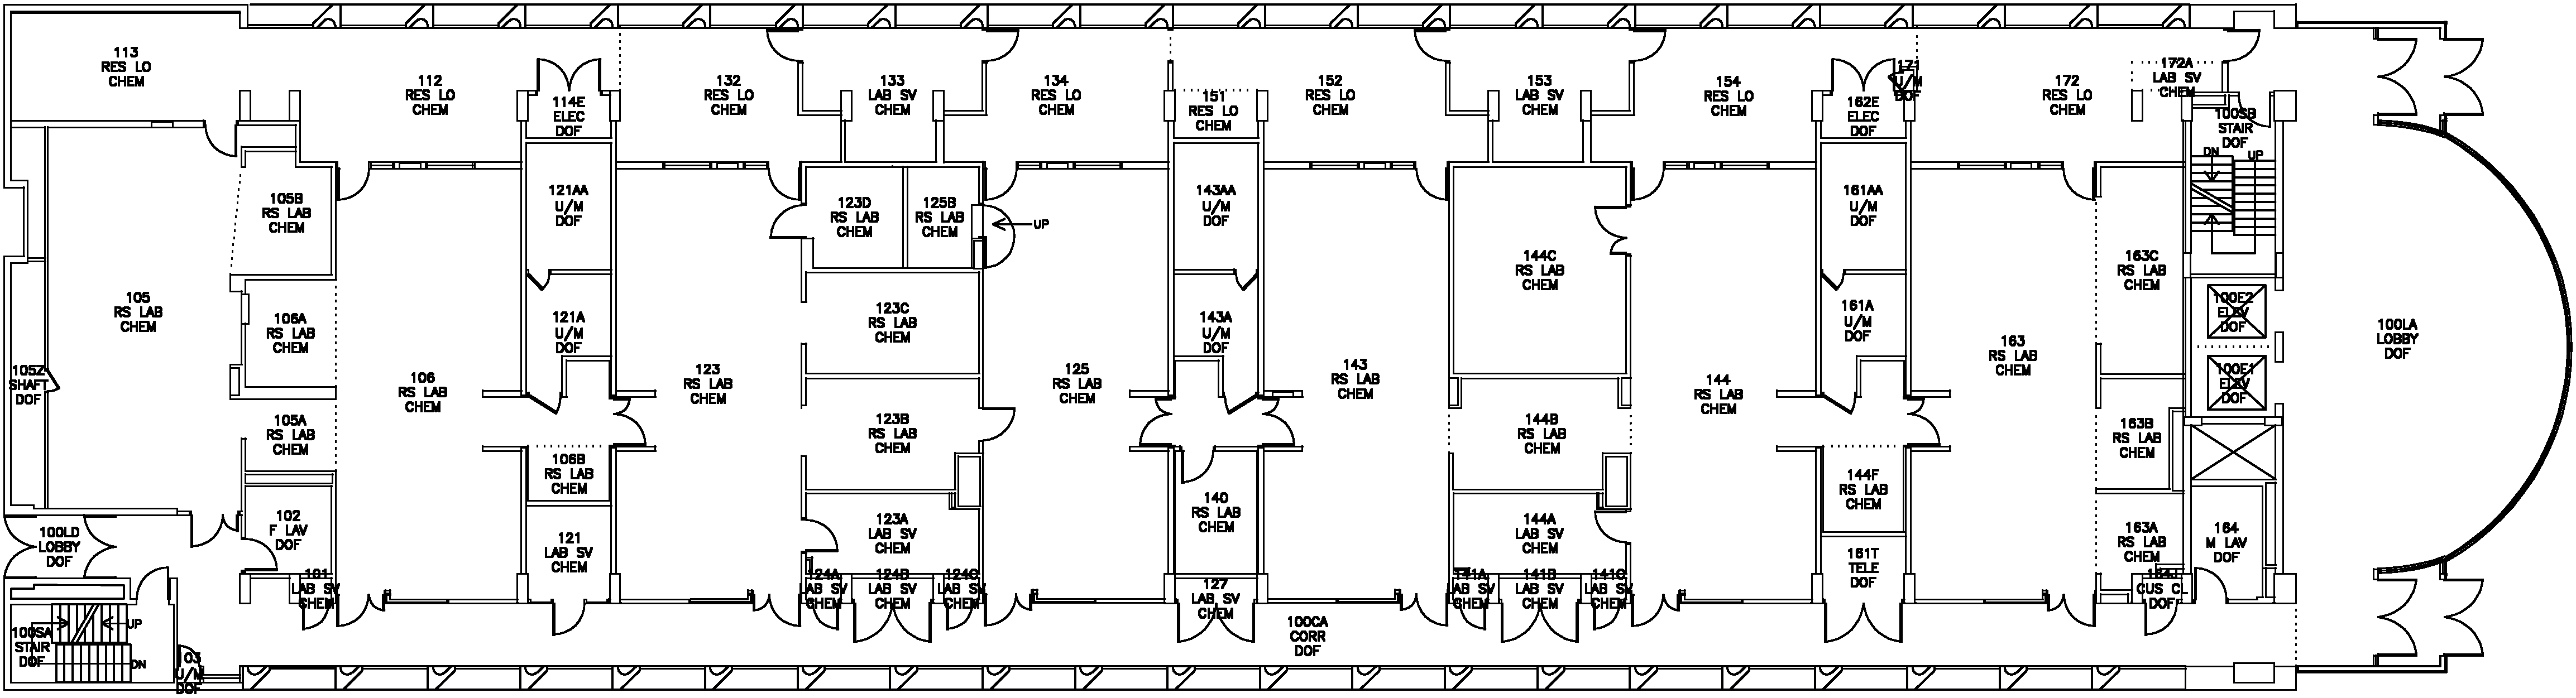 113
RES LO
CHEM
112
RES LO
CHEM
114E
ELEC
DOF
132
RES LO
CHEM
133
LAB SV
CHEM
134
RES LO
CHEM
151
RES LO
CHEM
152
RES LO
CHEM
153
LAB SV
CHEM
154
RES LO
CHEM
162E
ELEC
DOF
171
U/M
DOF
172
RES LO
CHEM
172A
LAB SV
CHEM
100SB
STAIR
DOF
DN
UP
105B
RS LAB
CHEM
121AA
U/M
DOF
123D
RS LAB
CHEM
125B
RS LAB
CHEM
UP
143AA
U/M
DOF
144C
RS LAB
CHEM
161AA
U/M
DOF
163C
RS LAB
CHEM
105
RS LAB
CHEM
106A
RS LAB
CHEM
121A
U/M
DOF
123C
RS LAB
CHEM
143A
U/M
DOF
161A
U/M
DOF
100E2
ELEV
DOF
100LA
LOBBY
DOF
105Z
SHAFT
DOF
106
RS LAB
CHEM
123
RS LAB
CHEM
125
RS LAB
CHEM
143
RS LAB
CHEM
144
RS LAB
CHEM
163
RS LAB
CHEM
100E1
ELEV
DOF
105A
RS LAB
CHEM
123B
RS LAB
CHEM
144B
RS LAB
CHEM
163B
RS LAB
CHEM
106B
RS LAB
CHEM
140
RS LAB
CHEM
144F
RS LAB
CHEM
100LD
LOBBY
DOF
102
F LAV
DOF
121
LAB SV
CHEM
123A
LAB SV
CHEM
144A
LAB SV
CHEM
161T
TELE
DOF
163A
RS LAB
CHEM
164
M LAV
DOF
101
LAB SV
CHEM
124A
LAB SV
CHEM
124B
LAB SV
CHEM
124C
LAB SV
CHEM
127
LAB SV
CHEM
141A
LAB SV
CHEM
141B
LAB SV
CHEM
141C
LAB SV
CHEM
CUS CL
DOF
100SA
STAIR
DOF
UP
DN
103
U/M
DOF
100CA
CORR
DOF